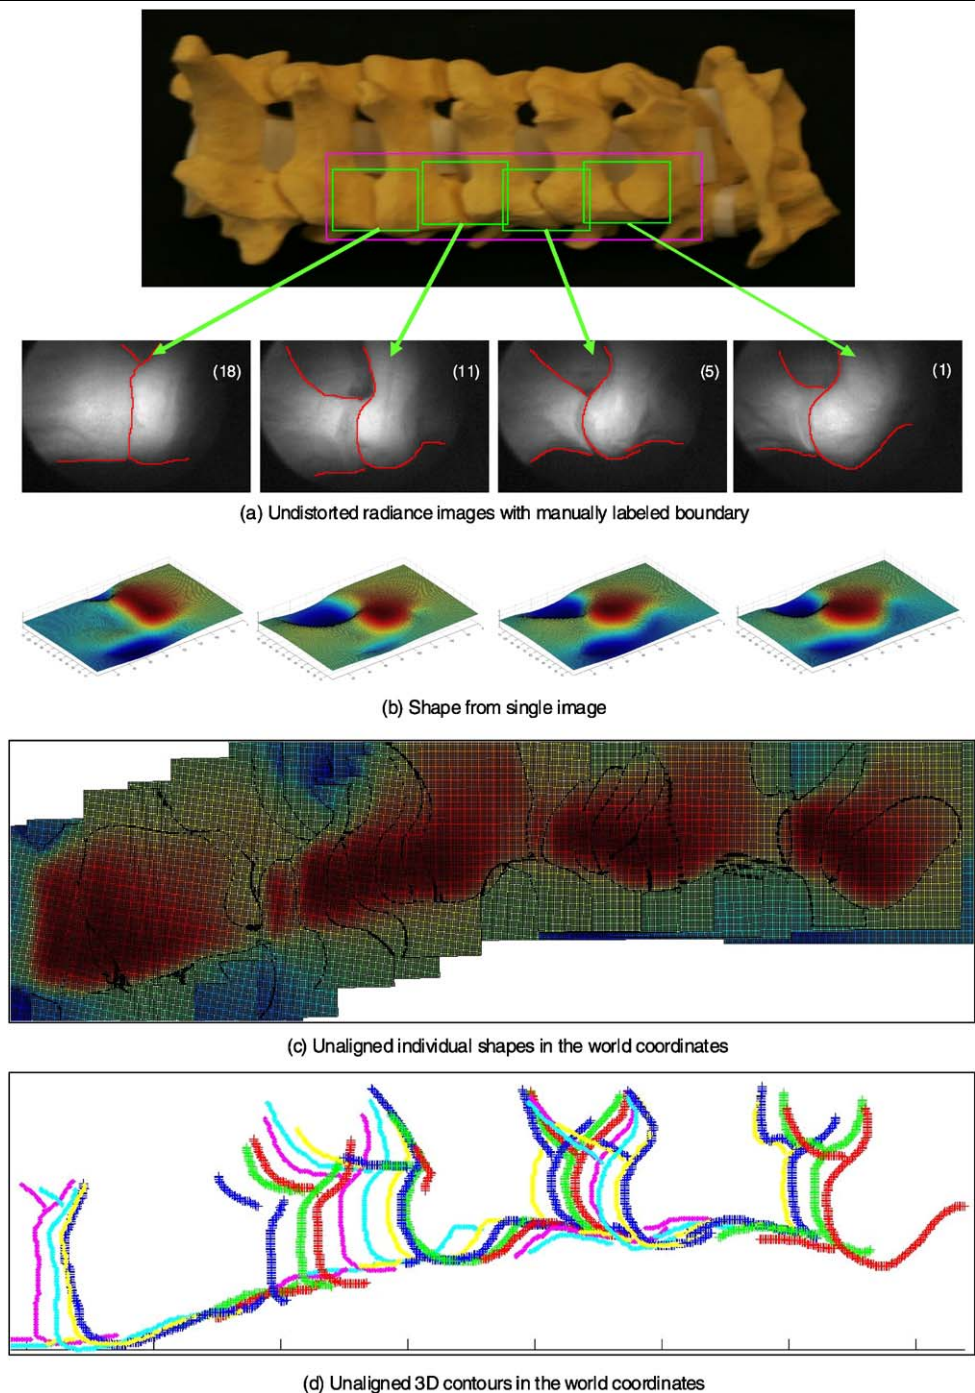 (18)
(11)
(5)
(1)
(a) Undistorted radiance images with manually labeled boundary
(b) Shape from single image
(c) Unaligned individual shapes in the world coordinates
(d) Unaligned 3D contours in the world coordinates